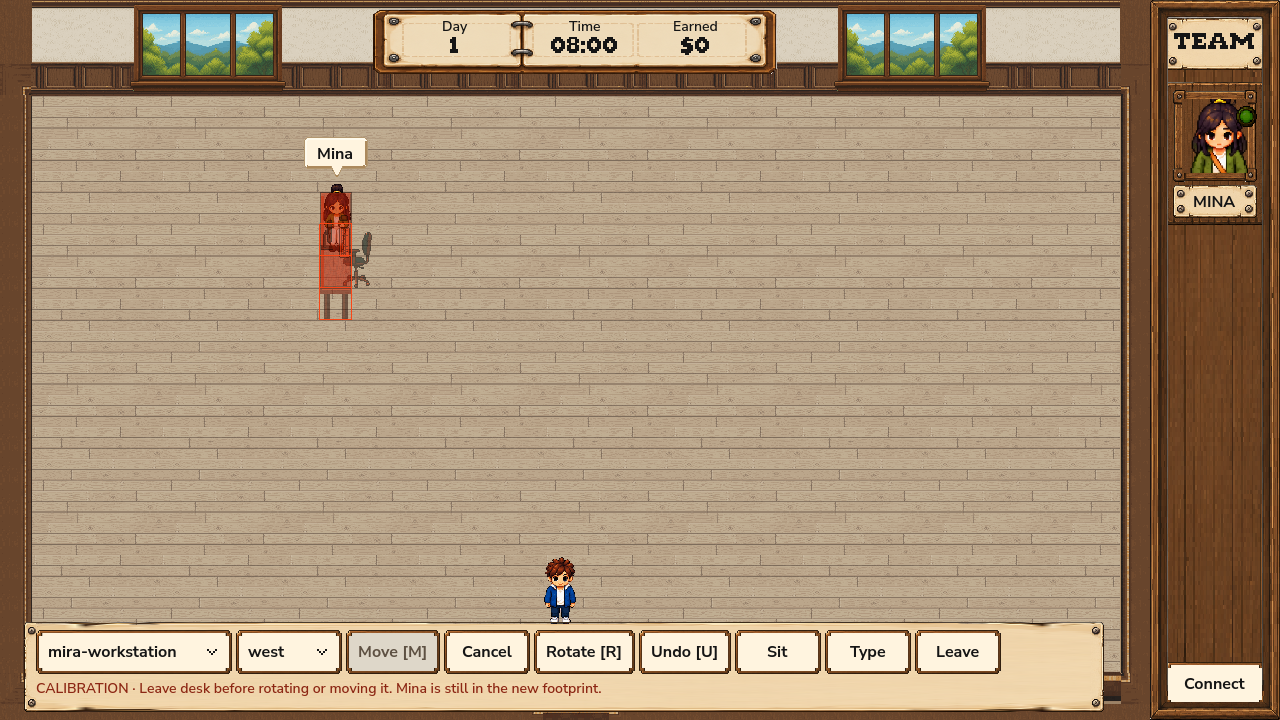 Day
1
Time
08:00
Earned
$0
TEAM
MINA
Mina
mira-workstation
west
Move [M]
Cancel
Rotate [R]
Undo [U]
Sit
Type
Leave
CALIBRATION · Leave desk before rotating or moving it. Mina is still in the new footprint.
Connect